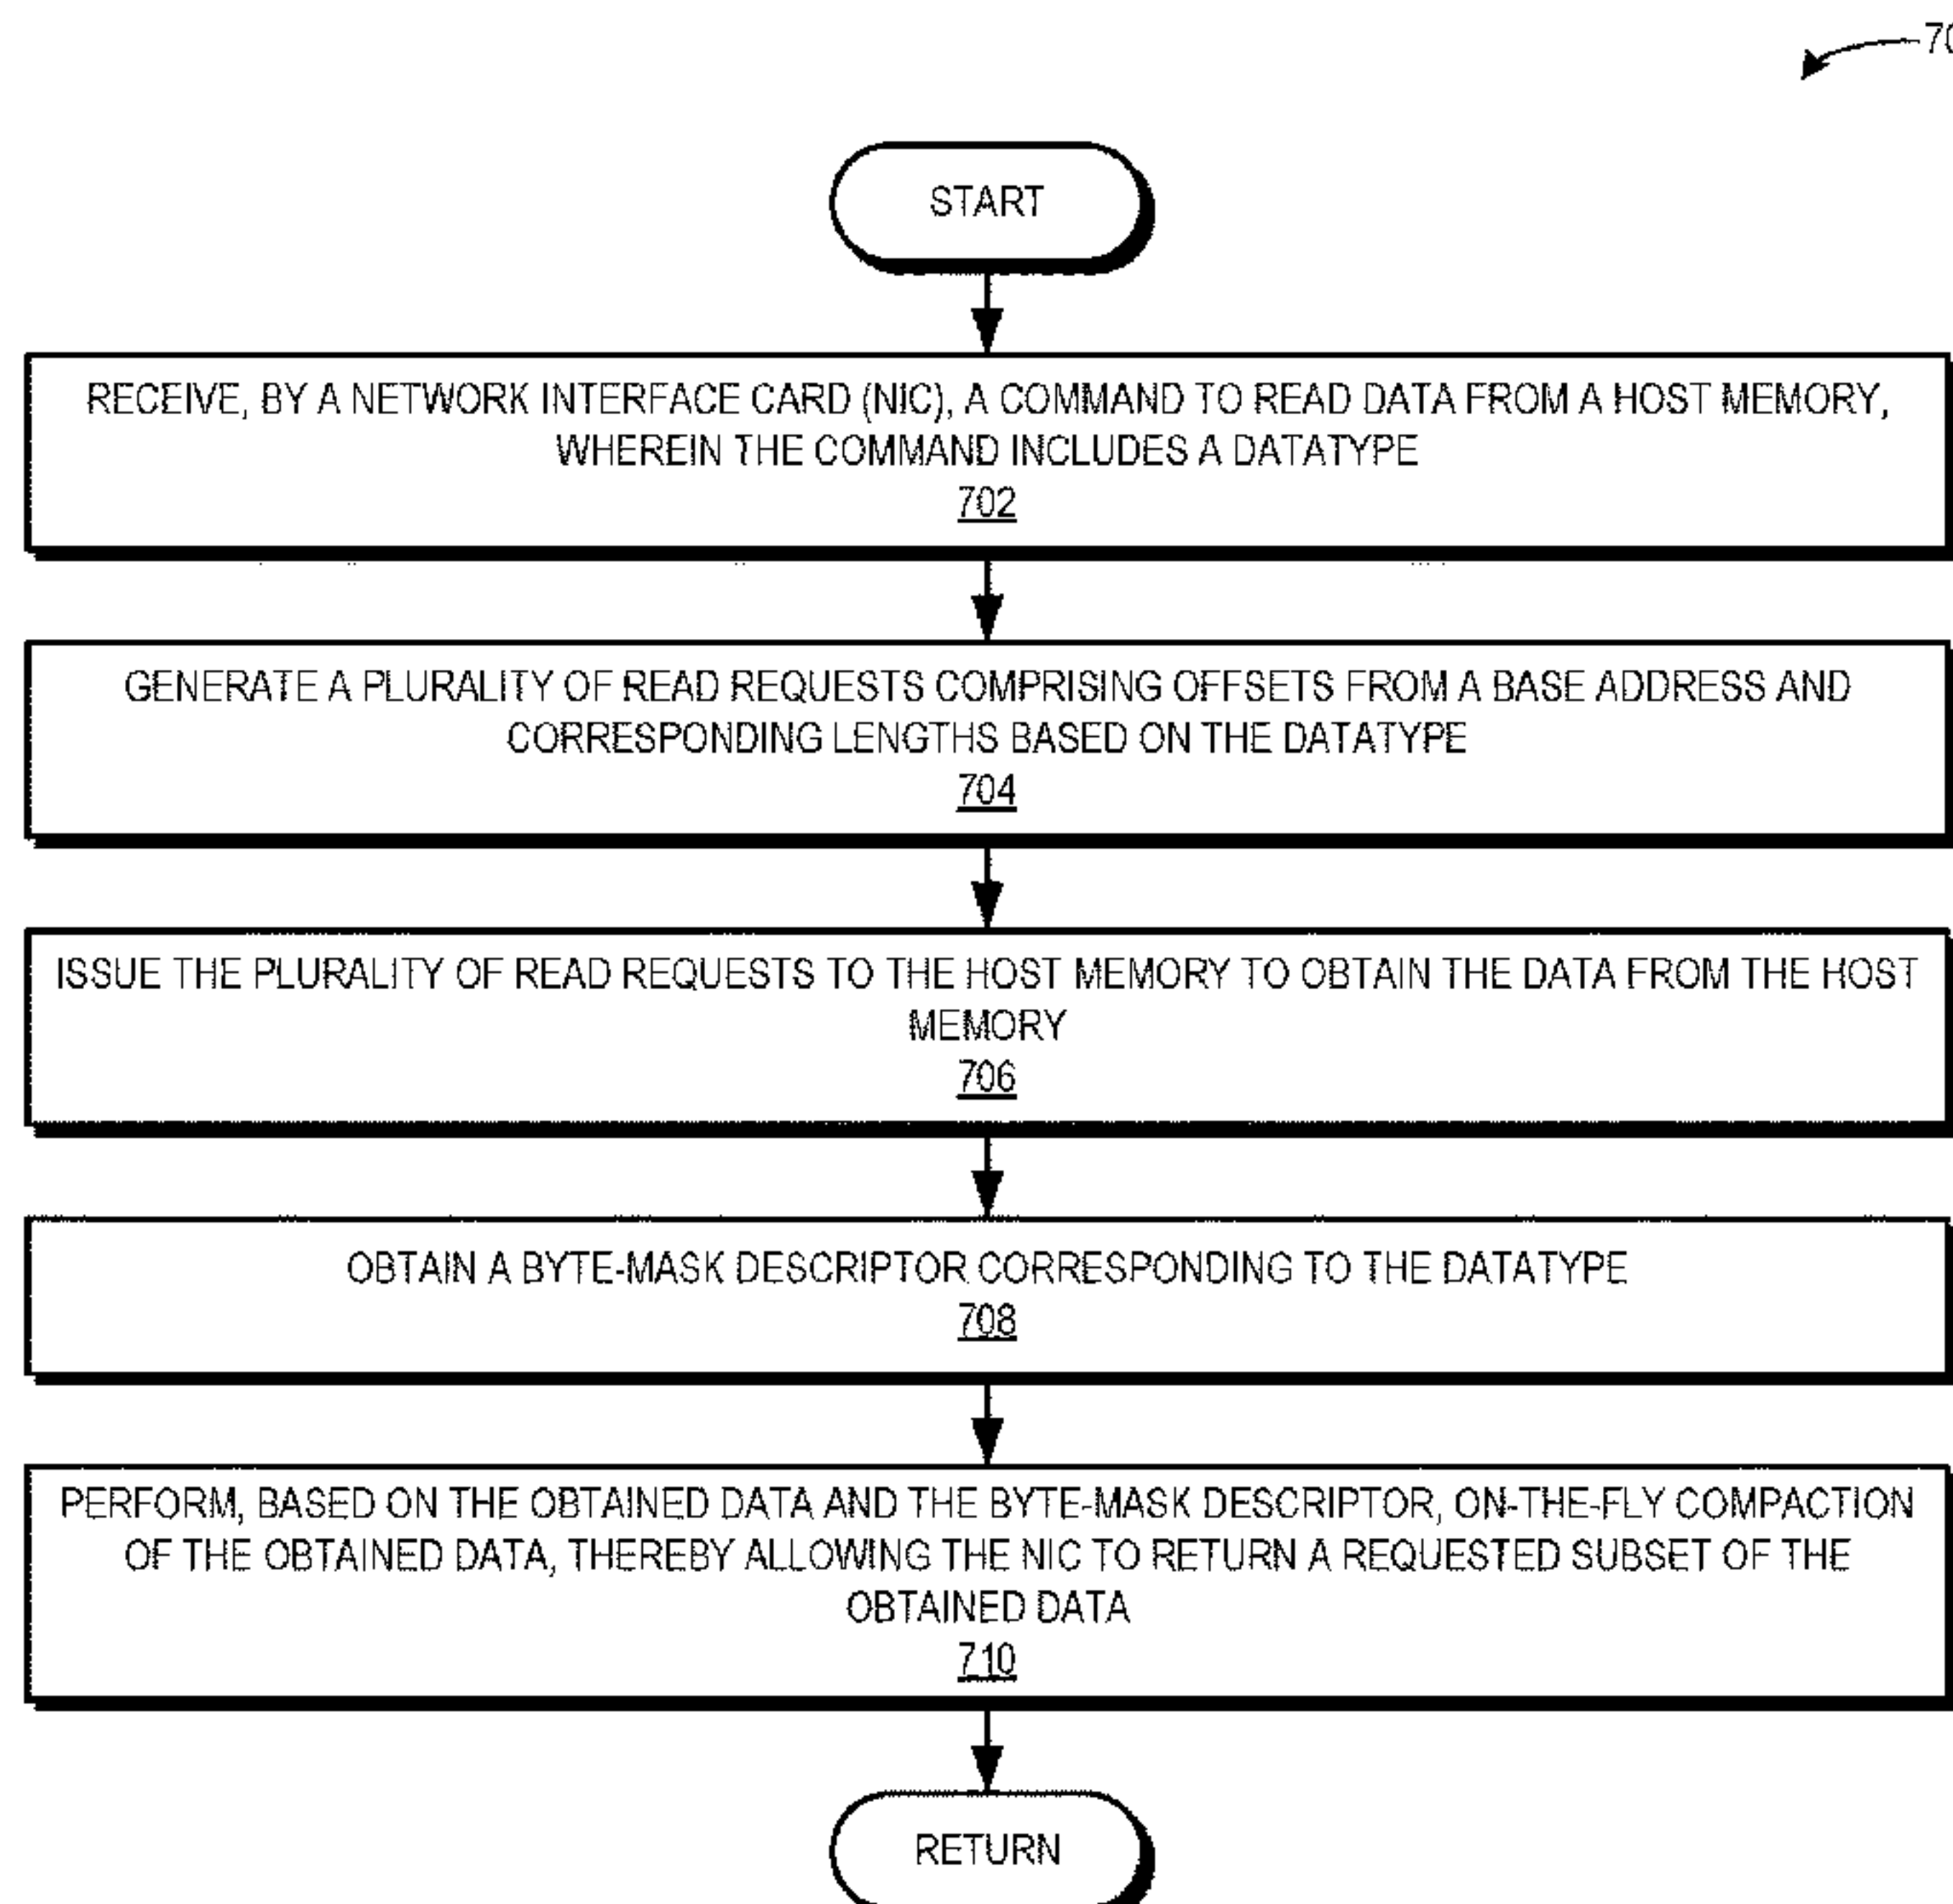 START
RECEIVE, BY A NETWORK INTERFACE CARD (NIC), A COMMAND TO READ DATA FROM A HOST MEMORY,
WHEREIN THE COMMAND INCLUDES A DATATYPE
702
GENERATE A PLURALITY OF READ REQUESTS COMPRISING OFFSETS FROM A BASE ADDRESS AND
CORRESPONDING LENGTHS BASED ON THE DATATYPE
704
ISSUE THE PLURALITY OF READ REQUESTS TO THE HOST MEMORY TO OBTAIN THE DATA FROM THE HOST
MEMORY
706
OBTAIN A BYTE-MASK DESCRIPTOR CORRESPONDING TO THE DATATYPE
708
PERFORM, BASED ON THE OBTAINED DATA AND THE BYTE-MASK DESCRIPTOR, ON-THE-FLY COMPACTION
OF THE OBTAINED DATA, THEREBY ALLOWING THE NIC TO RETURN A REQUESTED SUBSET OF THE
OBTAINED DATA
710
RETURN